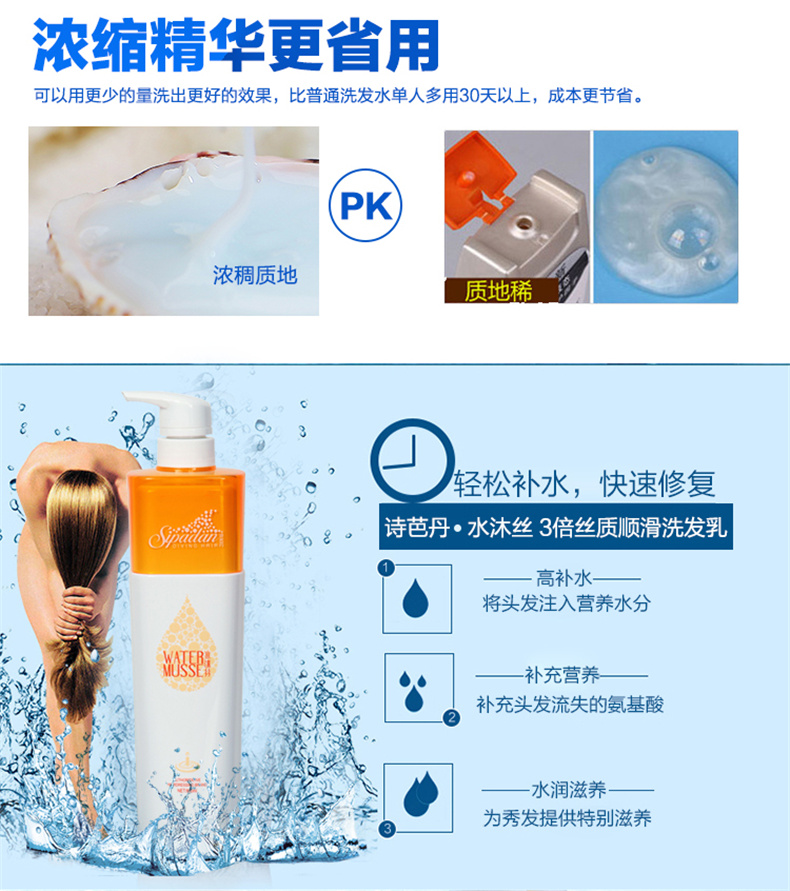 浓缩精华更省用
可以用更少的量洗出更好的效果，比普通洗发水单人多用30天以上，成本更节省。
浓稠质地
PK
质地稀
轻松补水，快速修复
诗芭丹•水沐丝 3倍丝质顺滑洗发乳
Sipadan
1
高补水
将头发注入营养水分
WATER
MUSSE
水沐丝
补充营养
补充头发流失的氨基酸
2
水润滋养
为秀发提供特别滋养
3